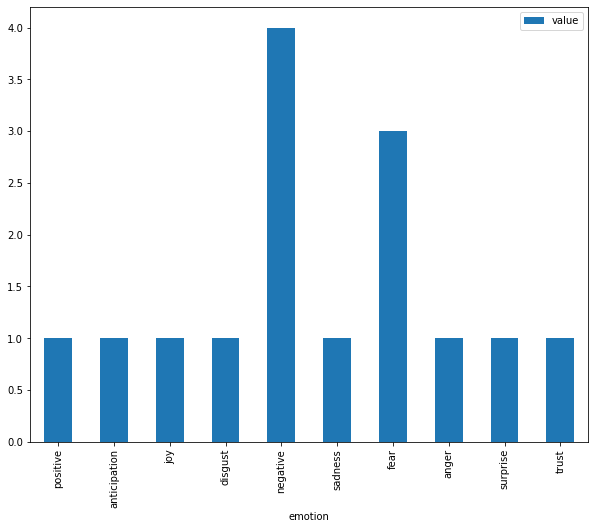 value
4.0
3.5
3.0
2.5
2.0
1.5
1.0
0.5
0.0
positive
anticipation
joy
disgust
negative
sadness
fear
anger
surprise
trust
emotion